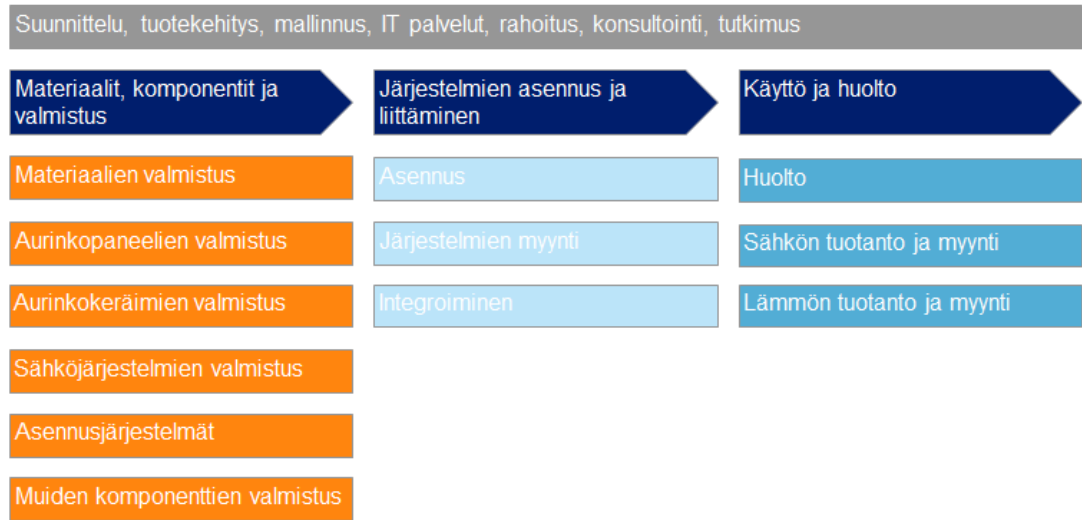 Suunnittelu, tuotekehitys, mallinnus, IT palvelut, rahoitus, konsultointi, tutkimus
Materiaalit, komponentit ja
valmistus
Materiaalien valmistus
Aurinkopaneelien valmistus
Aurinkokeräimien valmistus
Sähköjärjestelmien valmistus
Asennusjärjestelmät
Muiden komponenttien valmistus
Järjestelmien asennus ja
liittäminen
Asennus
Järjestelmien myynti
Integroiminen
Käyttö ja huolto
Huolto
Sähkön tuotanto ja myynti
Lämmön tuotanto ja myynti